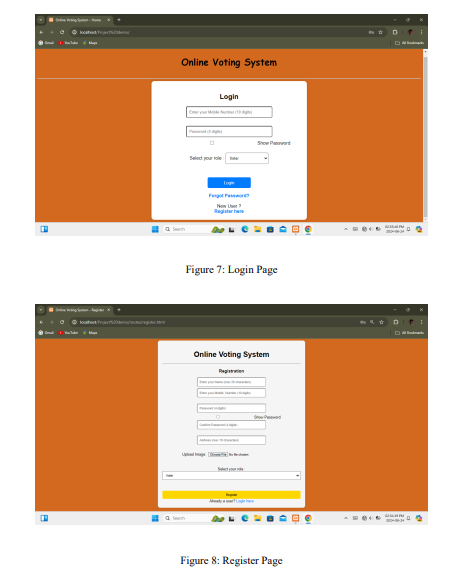 Online Voting System - Home
localhost/Project%20demo/
Gmail YouTube Maps
All Bookmarks
Online Voting System
Login
Enter your Mobile Number (10 digits)
Password (4 digits)
Show Password
Select your role : Voter
Login
Forgot Password?
New User ?
Register here
Search
Figure 7: Login Page
Online Voting System - Register
localhost/Project%20demo/routes/register.html
Gmail YouTube Maps
All Bookmarks
Online Voting System
Registration
Enter your Name (max 20 characters)
Enter your Mobile Number (10 digits)
Password (4 digits)
Show Password
Confirm Password (4 digits)
Address (max 70 characters)
Upload Image: Choose File No file chosen
Select your role :
Voter
Register
Already a user? Login here
Search
Figure 8: Register Page